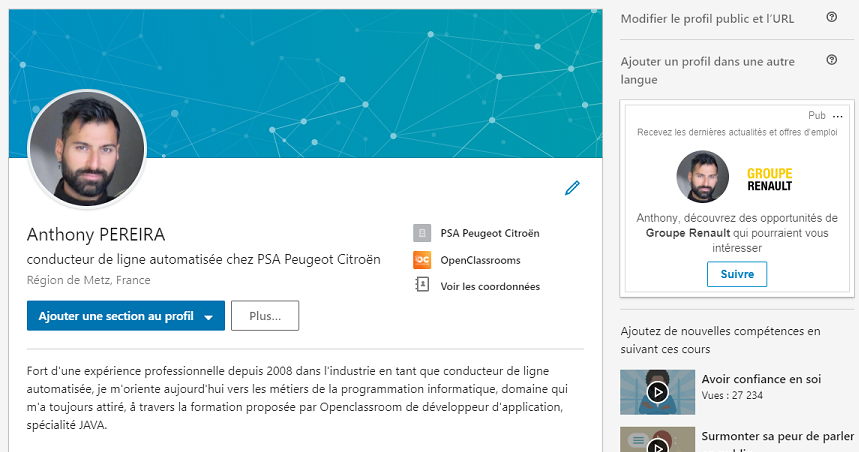 Anthony PEREIRA
conducteur de ligne automatisée chez PSA Peugeot Citroën
Région de Metz, France
Ajouter une section au profil
Plus...
PSA Peugeot Citroën
OpenClassrooms
Voir les coordonnées
Fort d'une expérience professionnelle depuis 2008 dans l'industrie en tant que conducteur de ligne
automatisée, je m'oriente aujourd'hui vers les métiers de la programmation informatique, domaine qui
m'a toujours attiré, å travers la formation proposée par Openclassroom de développeur d'application,
spécialité JAVA.
Modifier le profil public et l'URL
Ajouter un profil dans une autre
langue
Pub ...
Recevez les dernières actualités et offres d'emploi
GROUPE
RENAULT
Anthony, découvrez des opportunités de
Groupe Renault qui pourraient vous
intéresser
Suivre
Ajoutez de nouvelles compétences en
suivant ces cours
Avoir confiance en soi
Vues : 27 234
Surmonter sa peur de parler